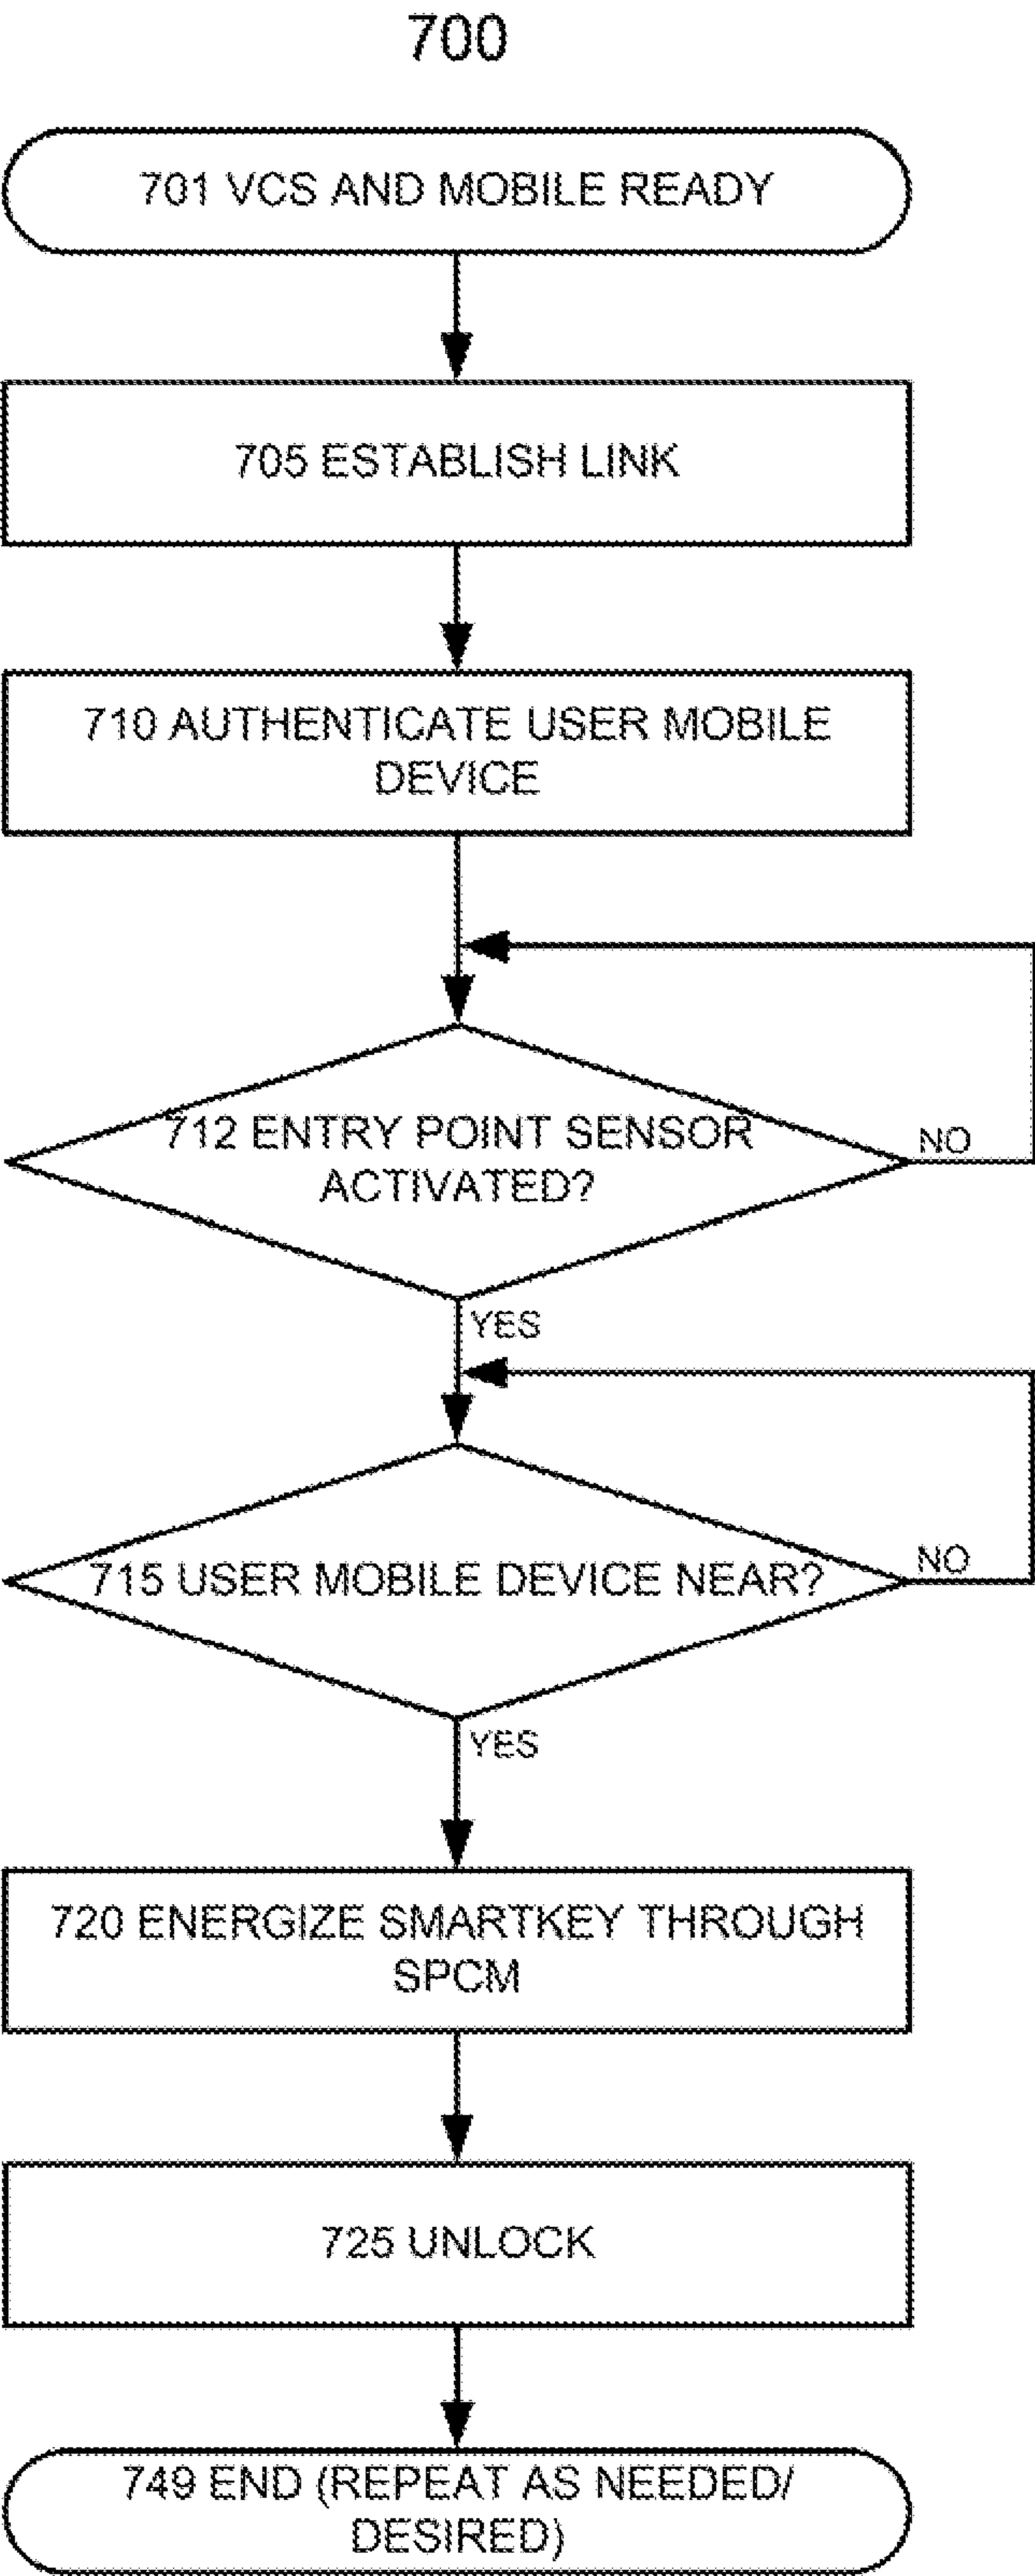 700
701 VCS AND MOBILE READY
705 ESTABLISH LINK
710 AUTHENTICATE USER MOBILE
DEVICE
712 ENTRY POINT SENSOR
ACTIVATED?
NO
YES
715 USER MOBILE DEVICE NEAR?
NO
YES
720 ENERGIZE SMARTKEY THROUGH
SPCM
725 UNLOCK
749 END (REPEAT AS NEEDED/
DESIRED)